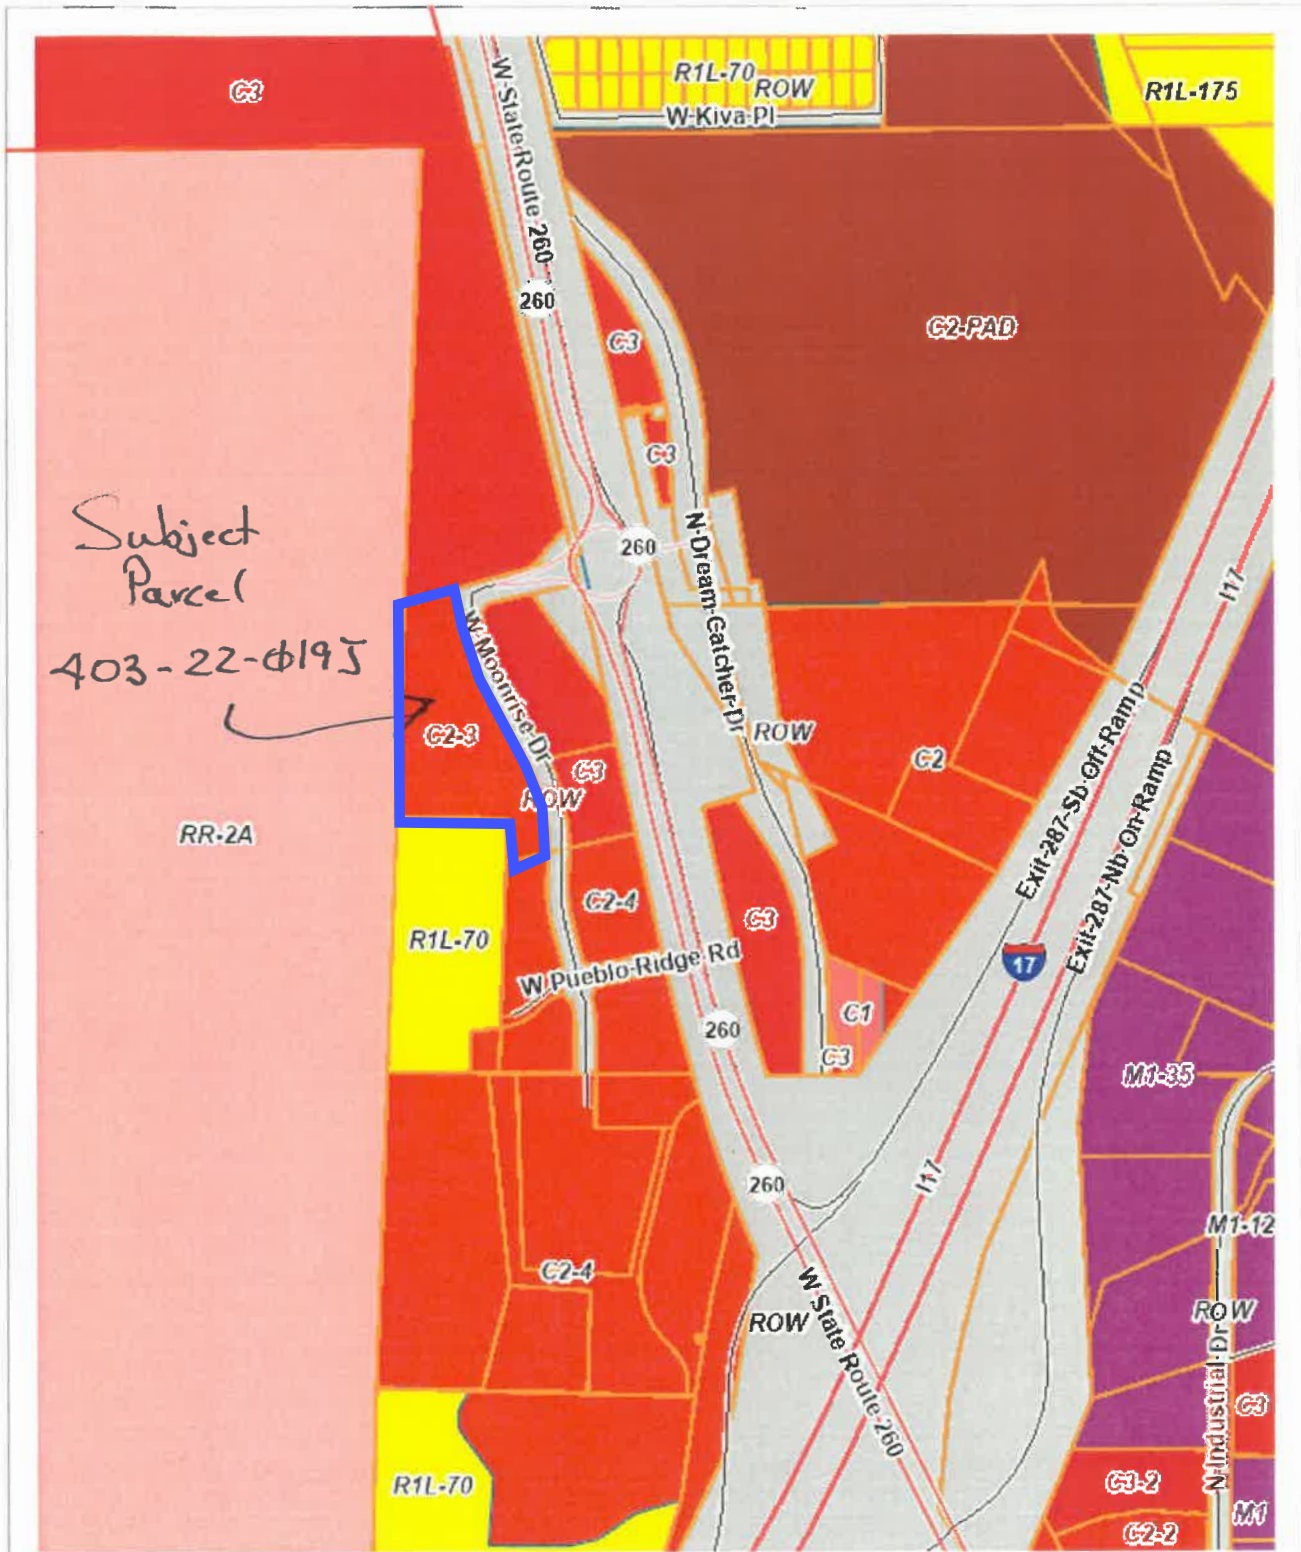 C3
R1L-70
ROW
W-Kiva Pl
R1L-175
W-State-Route 260
260
C2-PAD
C3
C3
Subject
Parcel
403-22-Φ19J
260
N-Dream-Catcher-Dr
I17
W-Moonrise-Dr
C2-3
C3
ROW
ROW
C2
Exit-287-Sb-Off-Ramp
Exit-287-Nb-On-Ramp
RR-2A
R1L-70
C2-4
C3
W Pueblo-Ridge Rd
17
260
C1
C3
M1-35
260
I17
M1-12
C2-4
W State Route-260
ROW
ROW
N-Industrial-Dr
C3
R1L-70
C3-2
C2-2
M1